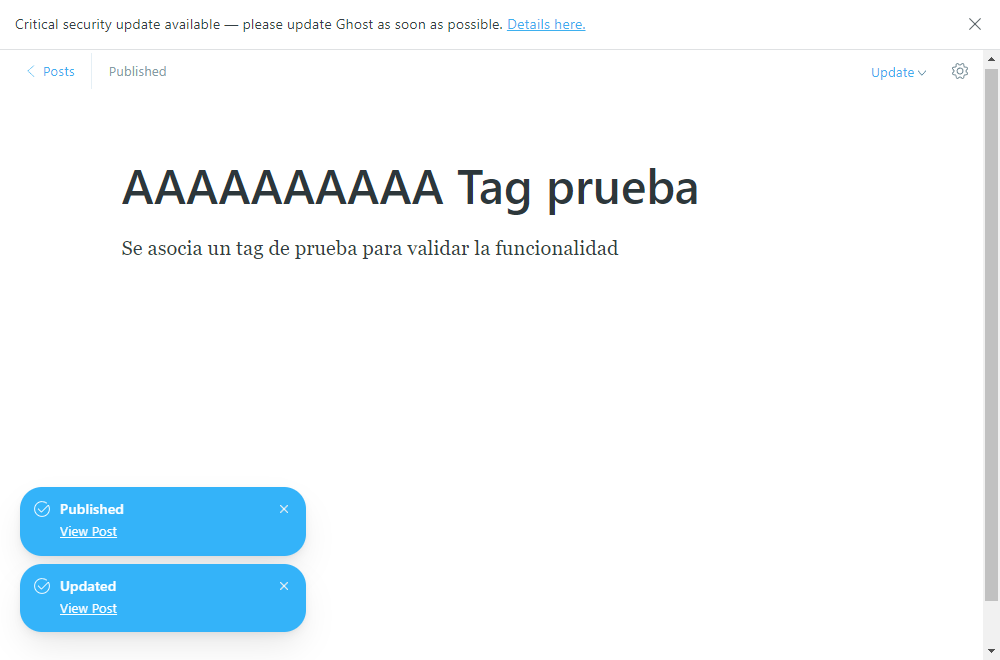 Critical security update available — please update Ghost as soon as possible. Details here.
Posts
Published
Update
AAAAAAAAAA Tag prueba
Se asocia un tag de prueba para validar la funcionalidad
Published
View Post
Updated
View Post